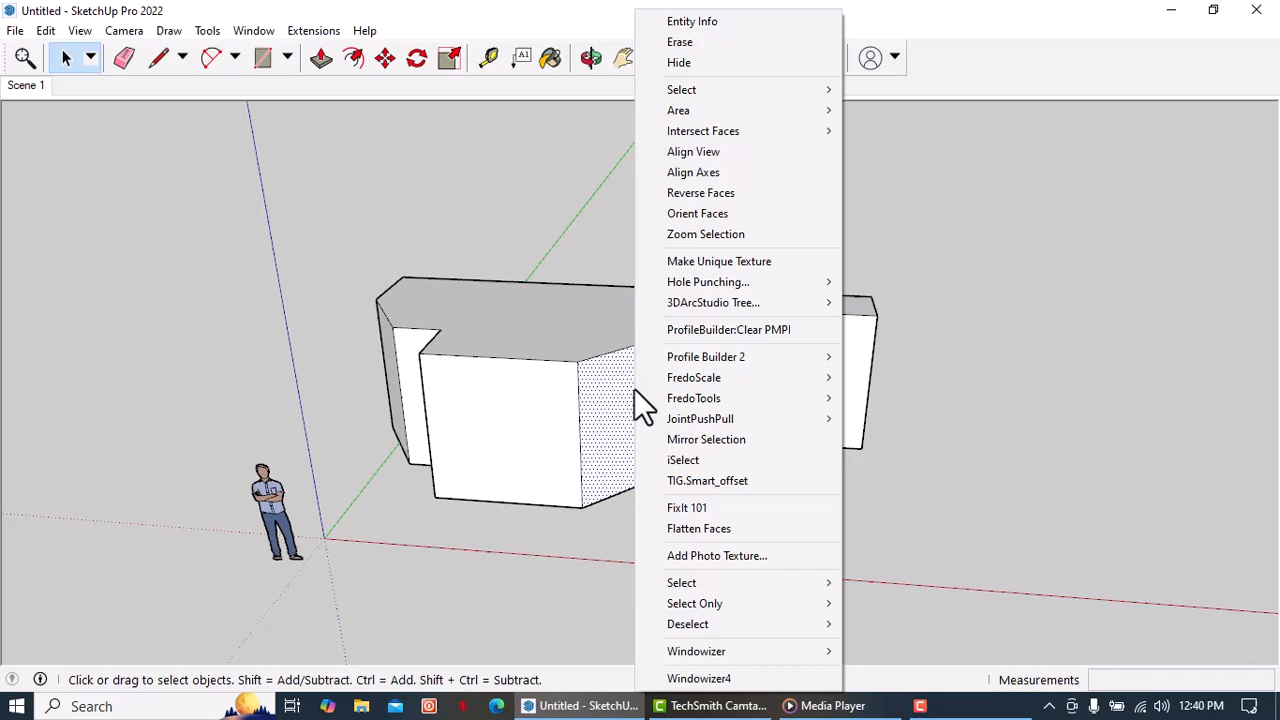 Untitled - SketchUp Pro 2022
File Edit View Camera Draw Tools Window Extensions Help
Scene 1
Entity Info
Erase
Hide
Select
Area
Intersect Faces
Align View
Align Axes
Reverse Faces
Orient Faces
Zoom Selection
Make Unique Texture
Hole Punching...
3DArcStudio Tree...
ProfileBuilder:Clear PMPI
Profile Builder 2
FredoScale
FredoTools
JointPushPull
Mirror Selection
iSelect
TIG.Smart_offset
FixIt 101
Flatten Faces
Add Photo Texture...
Select
Select Only
Deselect
Windowizer
Windowizer4
Click or drag to select objects. Shift = Add/Subtract. Ctrl = Add. Shift + Ctrl = Subtract.
Measurements
Search
Untitled - SketchU...
TechSmith Camta...
Media Player
12:40 PM